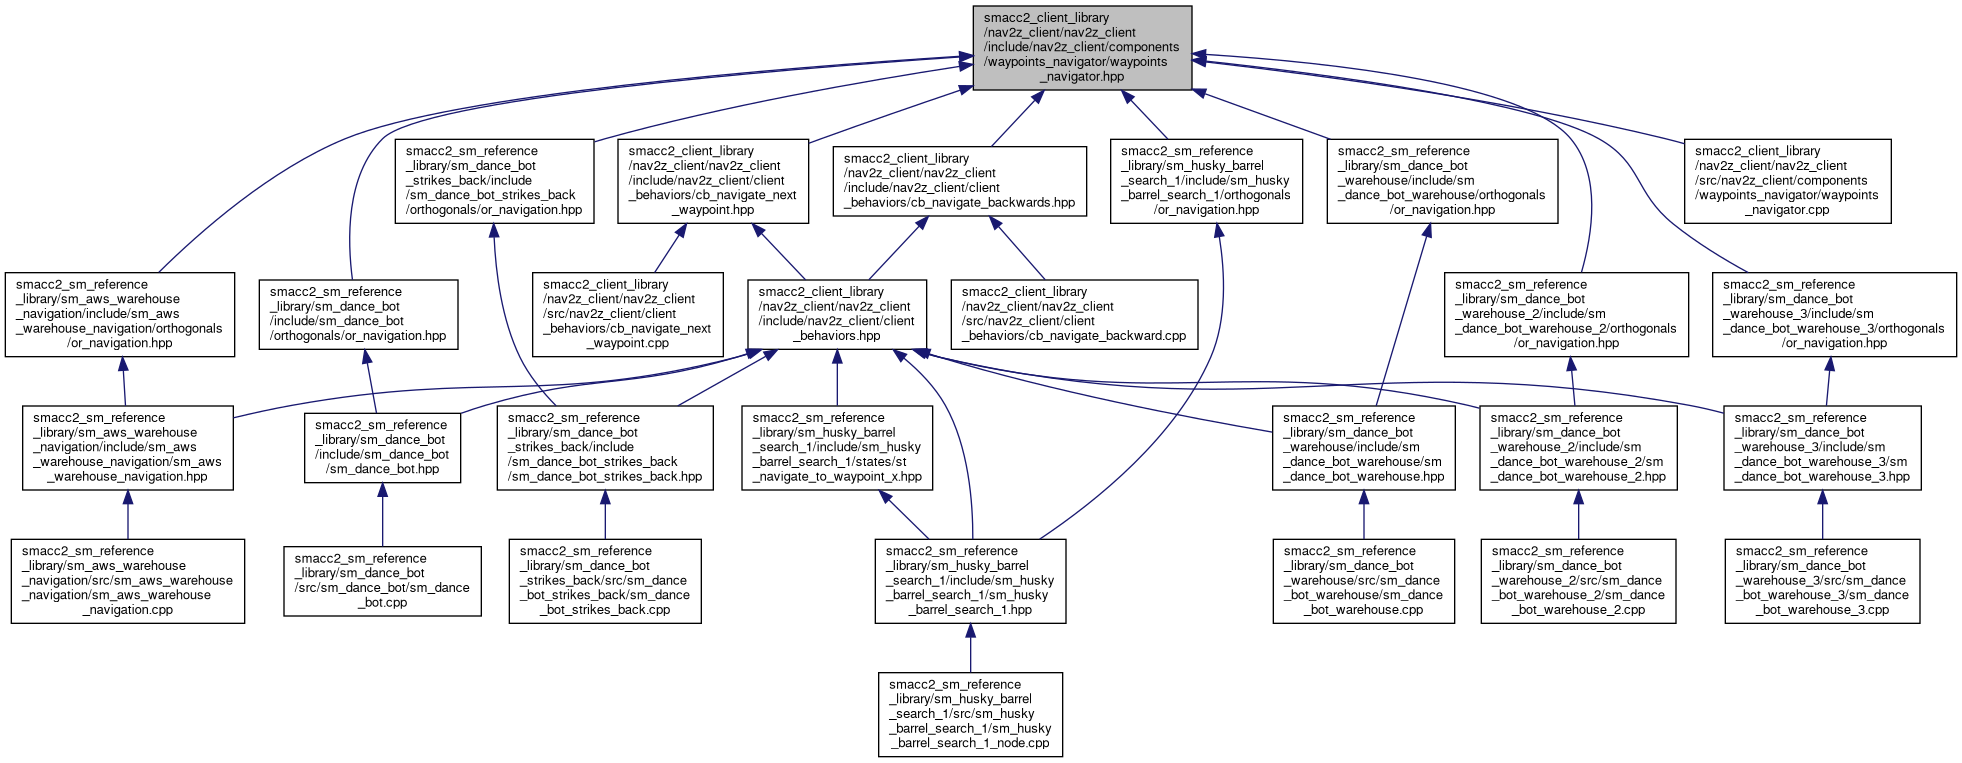 smacc2_client_library
/nav2z_client/nav2z_client
/include/nav2z_client/components
/waypoints_navigator/waypoints
_navigator.hpp
smacc2_sm_reference
_library/sm_dance_bot
_strikes_back/include
/sm_dance_bot_strikes_back
/orthogonals/or_navigation.hpp
smacc2_client_library
/nav2z_client/nav2z_client
/include/nav2z_client/client
_behaviors/cb_navigate_next
_waypoint.hpp
smacc2_client_library
/nav2z_client/nav2z_client
/include/nav2z_client/client
_behaviors/cb_navigate_backwards.hpp
smacc2_sm_reference
_library/sm_husky_barrel
_search_1/include/sm_husky
_barrel_search_1/orthogonals
/or_navigation.hpp
smacc2_sm_reference
_library/sm_dance_bot
_warehouse/include/sm
_dance_bot_warehouse/orthogonals
/or_navigation.hpp
smacc2_client_library
/nav2z_client/nav2z_client
/src/nav2z_client/components
/waypoints_navigator/waypoints
_navigator.cpp
smacc2_sm_reference
_library/sm_aws_warehouse
_navigation/include/sm_aws
_warehouse_navigation/orthogonals
/or_navigation.hpp
smacc2_sm_reference
_library/sm_dance_bot
/include/sm_dance_bot
/orthogonals/or_navigation.hpp
smacc2_client_library
/nav2z_client/nav2z_client
/src/nav2z_client/client
_behaviors/cb_navigate_next
_waypoint.cpp
smacc2_client_library
/nav2z_client/nav2z_client
/include/nav2z_client/client
_behaviors.hpp
smacc2_client_library
/nav2z_client/nav2z_client
/src/nav2z_client/client
_behaviors/cb_navigate_backward.cpp
smacc2_sm_reference
_library/sm_dance_bot
_warehouse_2/include/sm
_dance_bot_warehouse_2/orthogonals
/or_navigation.hpp
smacc2_sm_reference
_library/sm_dance_bot
_warehouse_3/include/sm
_dance_bot_warehouse_3/orthogonals
/or_navigation.hpp
smacc2_sm_reference
_library/sm_aws_warehouse
_navigation/include/sm_aws
_warehouse_navigation/sm_aws
_warehouse_navigation.hpp
smacc2_sm_reference
_library/sm_dance_bot
/include/sm_dance_bot
/sm_dance_bot.hpp
smacc2_sm_reference
_library/sm_dance_bot
_strikes_back/include
/sm_dance_bot_strikes_back
/sm_dance_bot_strikes_back.hpp
smacc2_sm_reference
_library/sm_husky_barrel
_search_1/include/sm_husky
_barrel_search_1/states/st
_navigate_to_waypoint_x.hpp
smacc2_sm_reference
_library/sm_dance_bot
_warehouse/include/sm
_dance_bot_warehouse/sm
_dance_bot_warehouse.hpp
smacc2_sm_reference
_library/sm_dance_bot
_warehouse_2/include/sm
_dance_bot_warehouse_2/sm
_dance_bot_warehouse_2.hpp
smacc2_sm_reference
_library/sm_dance_bot
_warehouse_3/include/sm
_dance_bot_warehouse_3/sm
_dance_bot_warehouse_3.hpp
smacc2_sm_reference
_library/sm_aws_warehouse
_navigation/src/sm_aws_warehouse
_navigation/sm_aws_warehouse
_navigation.cpp
smacc2_sm_reference
_library/sm_dance_bot
/src/sm_dance_bot/sm_dance
_bot.cpp
smacc2_sm_reference
_library/sm_dance_bot
_strikes_back/src/sm_dance
_bot_strikes_back/sm_dance
_bot_strikes_back.cpp
smacc2_sm_reference
_library/sm_husky_barrel
_search_1/include/sm_husky
_barrel_search_1/sm_husky
_barrel_search_1.hpp
smacc2_sm_reference
_library/sm_dance_bot
_warehouse/src/sm_dance
_bot_warehouse/sm_dance
_bot_warehouse.cpp
smacc2_sm_reference
_library/sm_dance_bot
_warehouse_2/src/sm_dance
_bot_warehouse_2/sm_dance
_bot_warehouse_2.cpp
smacc2_sm_reference
_library/sm_dance_bot
_warehouse_3/src/sm_dance
_bot_warehouse_3/sm_dance
_bot_warehouse_3.cpp
smacc2_sm_reference
_library/sm_husky_barrel
_search_1/src/sm_husky
_barrel_search_1/sm_husky
_barrel_search_1_node.cpp